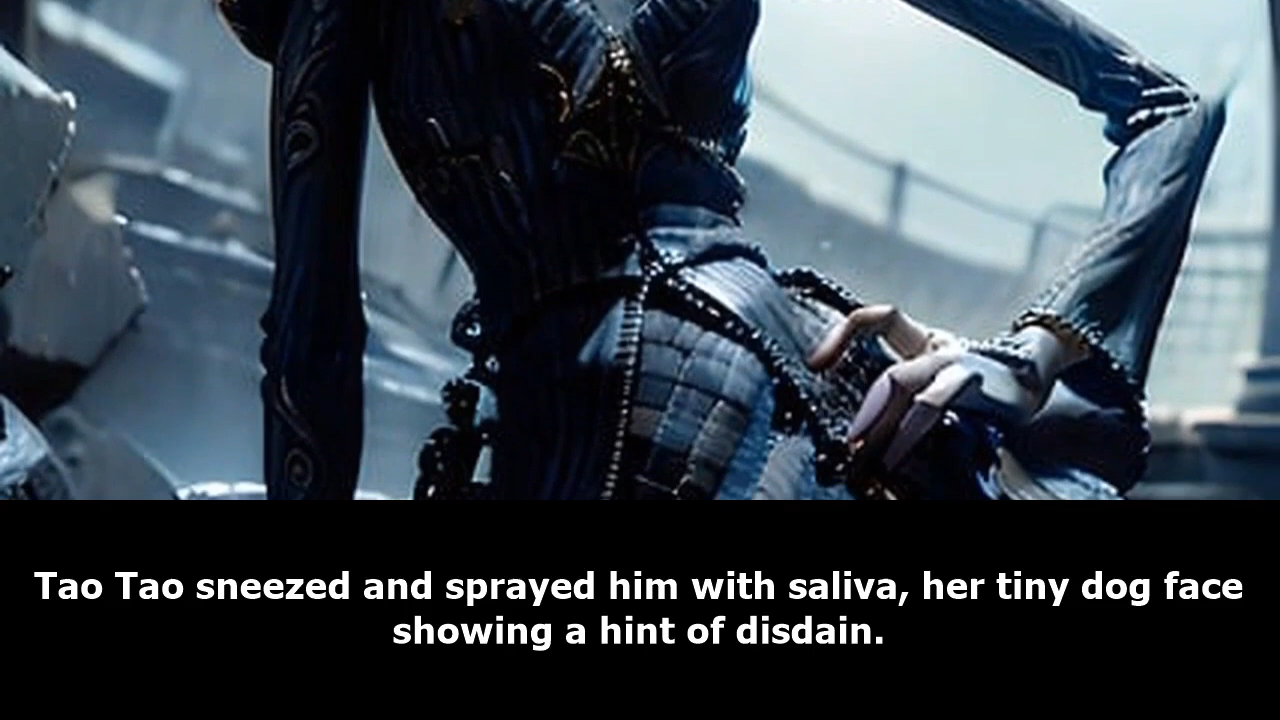 Tao Tao sneezed and sprayed him with saliva, her tiny dog face
showing a hint of disdain.